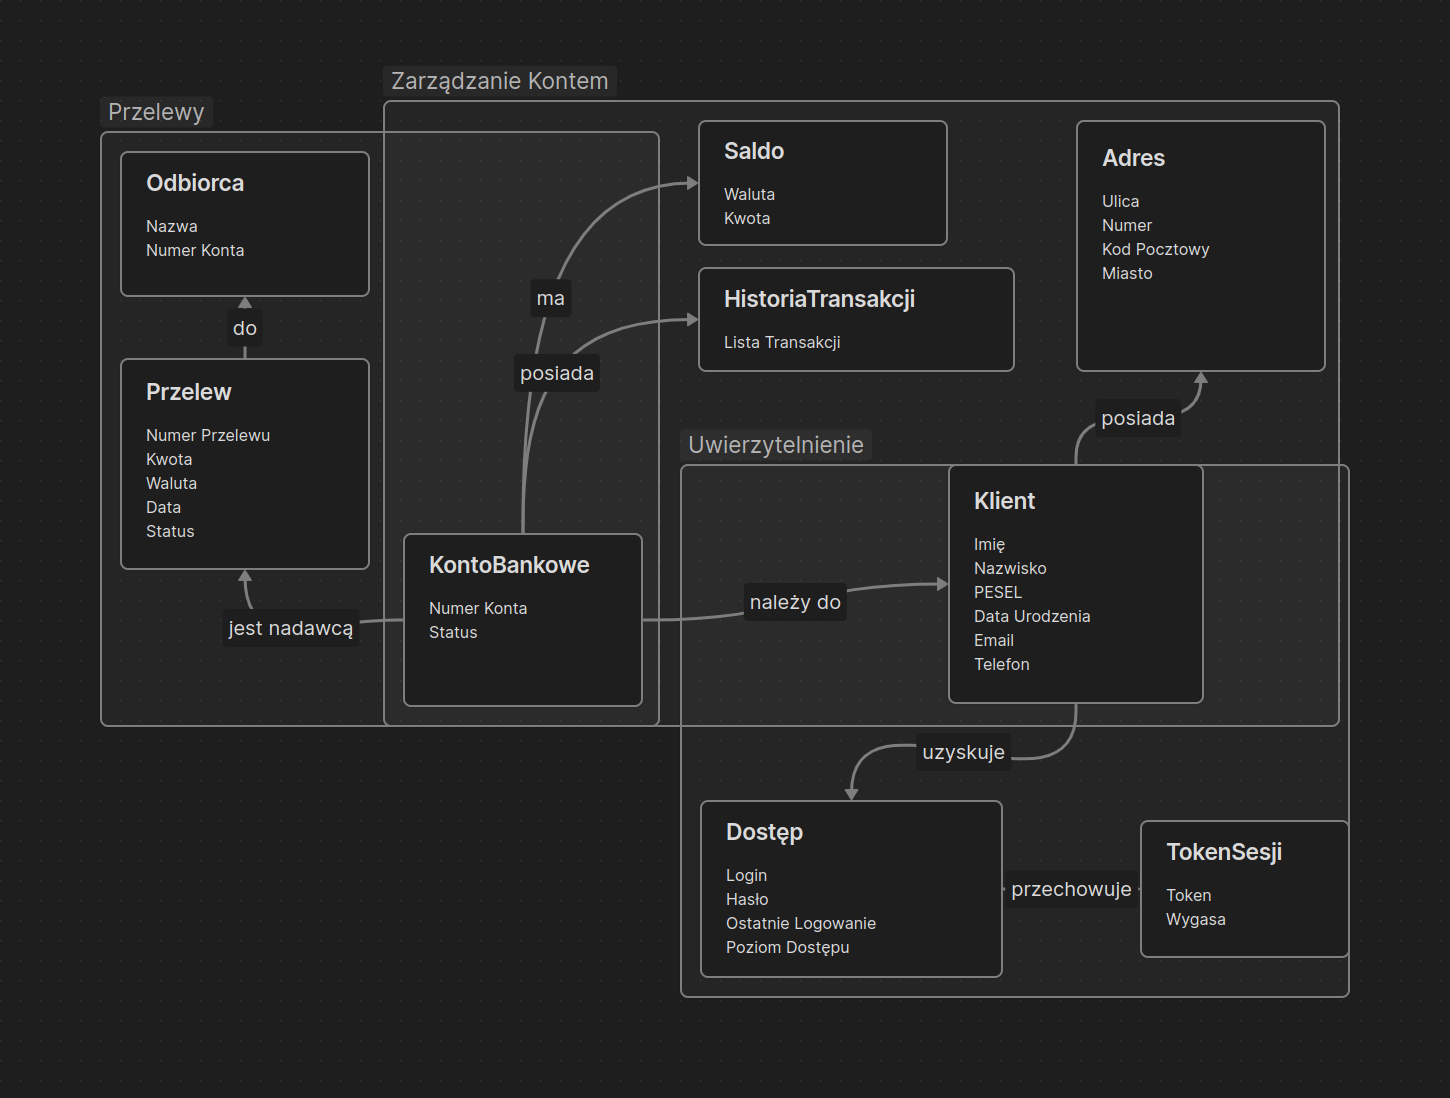 Zarządzanie Kontem
Przelewy
Odbiorca
Nazwa
Numer Konta
do
Przelew
Numer Przelewu
Kwota
Waluta
Data
Status
jest nadawcą
KontoBankowe
Numer Konta
Status
ma
posiada
Saldo
Waluta
Kwota
HistoriaTransakcji
Lista Transakcji
Adres
Ulica
Numer
Kod Pocztowy
Miasto
posiada
Uwierzytelnienie
należy do
Klient
Imię
Nazwisko
PESEL
Data Urodzenia
Email
Telefon
uzyskuje
Dostęp
Login
Hasło
Ostatnie Logowanie
Poziom Dostępu
przechowuje
TokenSesji
Token
Wygasa